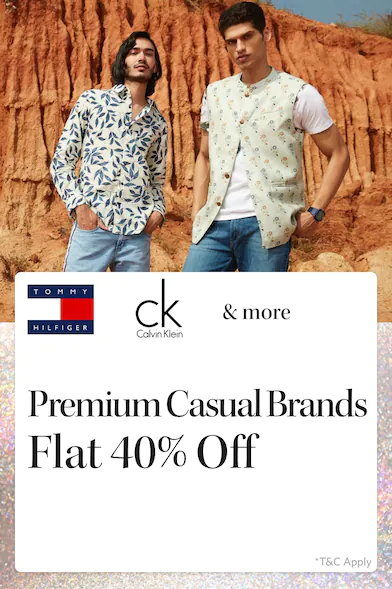 TOMMY
HILFIGER
ck
Calvin Klein
& more
Premium Casual Brands
Flat 40% Off
*T&C Apply